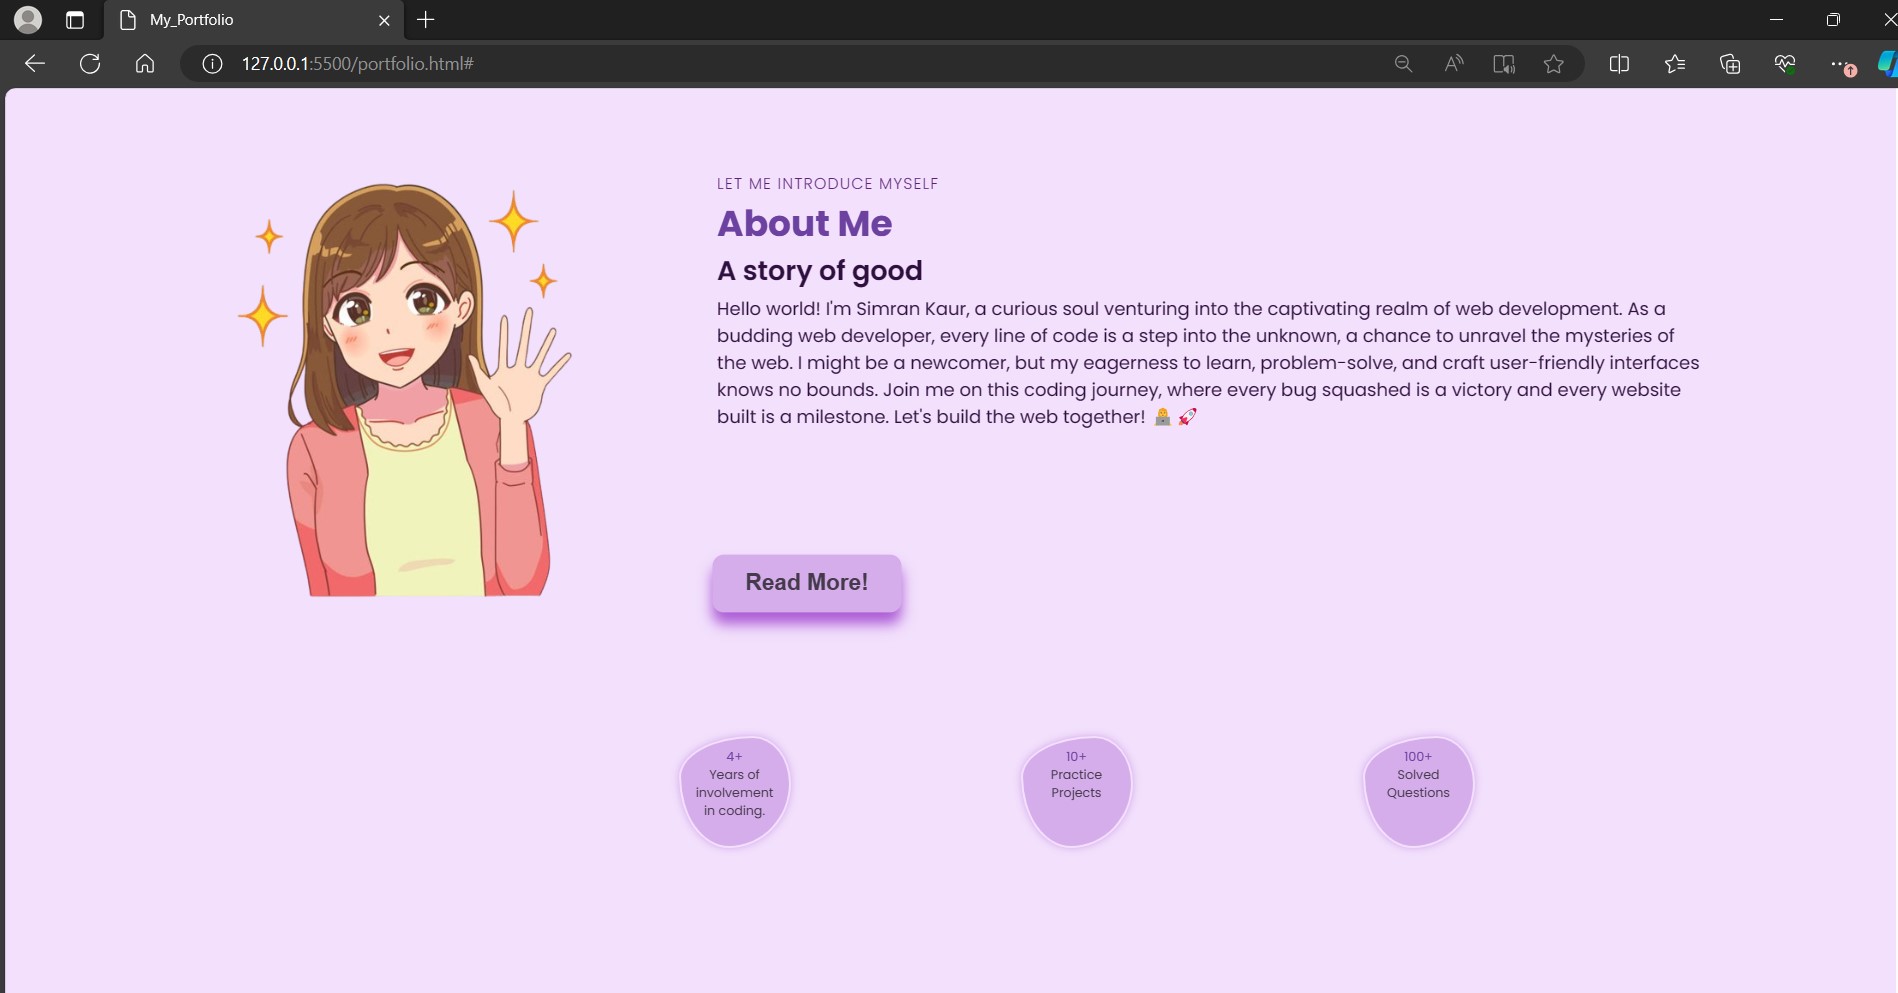 My_Portfolio
127.0.0.1:5500/portfolio.html#
LET ME INTRODUCE MYSELF
About Me
A story of good
Hello world! I'm Simran Kaur, a curious soul venturing into the captivating realm of web development. As a
budding web developer, every line of code is a step into the unknown, a chance to unravel the mysteries of
the web. I might be a newcomer, but my eagerness to learn, problem-solve, and craft user-friendly interfaces
knows no bounds. Join me on this coding journey, where every bug squashed is a victory and every website
built is a milestone. Let's build the web together! 👩‍💻 🚀
Read More!
4+
Years of
involvement
in coding.
10+
Practice
Projects
100+
Solved
Questions